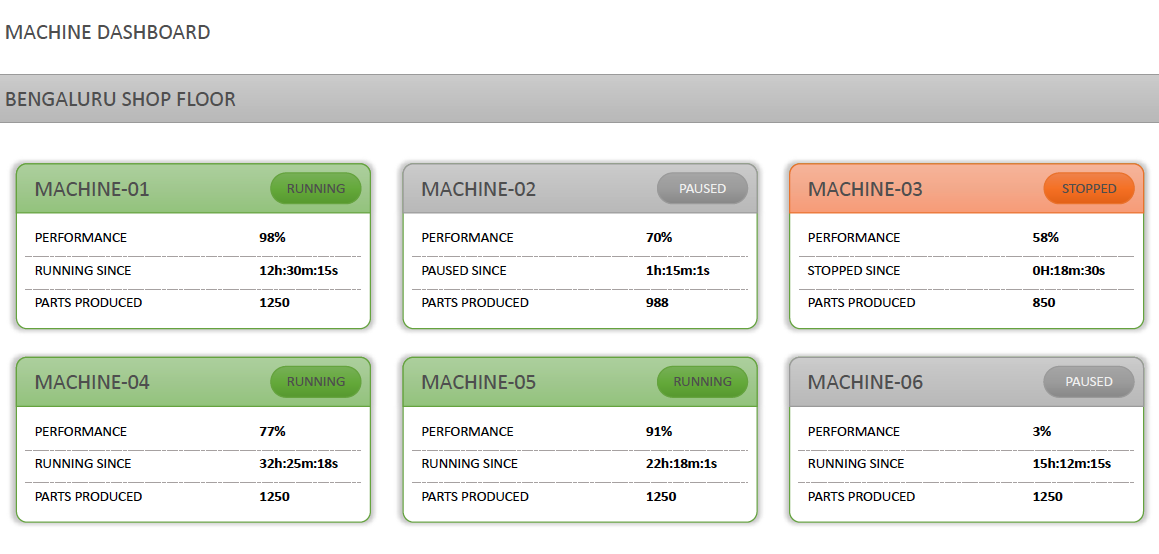 MACHINE DASHBOARD
BENGALURU SHOP FLOOR
MACHINE-01 RUNNING
PERFORMANCE 98%
RUNNING SINCE 12h:30m:15s
PARTS PRODUCED 1250
MACHINE-02 PAUSED
PERFORMANCE 70%
PAUSED SINCE 1h:15m:1s
PARTS PRODUCED 988
MACHINE-03 STOPPED
PERFORMANCE 58%
STOPPED SINCE 0H:18m:30s
PARTS PRODUCED 850
MACHINE-04 RUNNING
PERFORMANCE 77%
RUNNING SINCE 32h:25m:18s
PARTS PRODUCED 1250
MACHINE-05 RUNNING
PERFORMANCE 91%
RUNNING SINCE 22h:18m:1s
PARTS PRODUCED 1250
MACHINE-06 PAUSED
PERFORMANCE 3%
RUNNING SINCE 15h:12m:15s
PARTS PRODUCED 1250